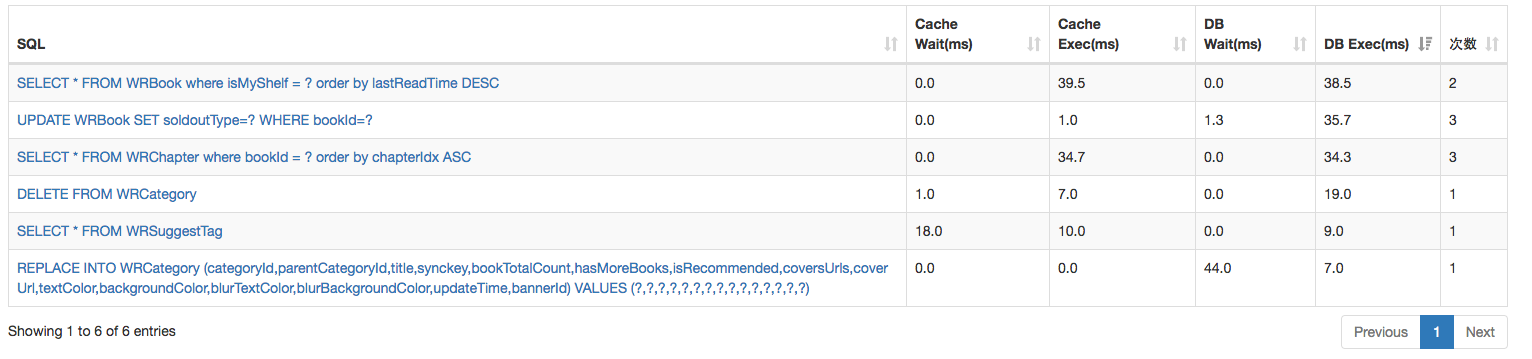 SQL Cache Wait(ms) Cache Exec(ms) DB Wait(ms) DB Exec(ms) 次数
SELECT * FROM WRBook where isMyShelf = ? order by lastReadTime DESC 0.0 39.5 0.0 38.5 2
UPDATE WRBook SET soldoutType=? WHERE bookId=? 0.0 1.0 1.3 35.7 3
SELECT * FROM WRChapter where bookId = ? order by chapterIdx ASC 0.0 34.7 0.0 34.3 3
DELETE FROM WRCategory 1.0 7.0 0.0 19.0 1
SELECT * FROM WRSuggestTag 18.0 10.0 0.0 9.0 1
REPLACE INTO WRCategory (categoryId,parentCategoryId,title,synckey,bookTotalCount,hasMoreBooks,isRecommended,coversUrls,cover 0.0 0.0 44.0 7.0 1
Url,textColor,backgroundColor,blurTextColor,blurBackgroundColor,updateTime,bannerId) VALUES (?,?,?,?,?,?,?,?,?,?,?,?,?,?,?)
Showing 1 to 6 of 6 entries Previous 1 Next